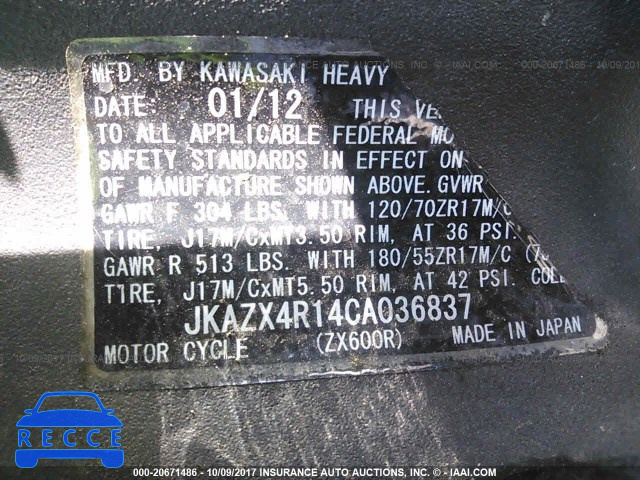 MFD. BY KAWASAKI HEAVY
DATE 01/12 THIS VE
TO ALL APPLICABLE FEDERAL MO
SAFETY STANDARDS IN EFFECT ON
OF MANUFACTURE SHOWN ABOVE. GVWR
GAWR F 304 LBS. WITH 120/70ZR17M/C
TIRE, J17M/CxMT3.50 RIM, AT 36 PSI.
GAWR R 513 LBS. WITH 180/55ZR17M/C (73
TIRE, J17M/CxMT5.50 RIM, AT 42 PSI. COLD
JKAZX4R14CA036837
MOTOR CYCLE (ZX600R) MADE IN JAPAN
RECCE
000-20671486 - 10/09/2017 INSURANCE AUTO AUCTIONS, INC. - IAAI.COM